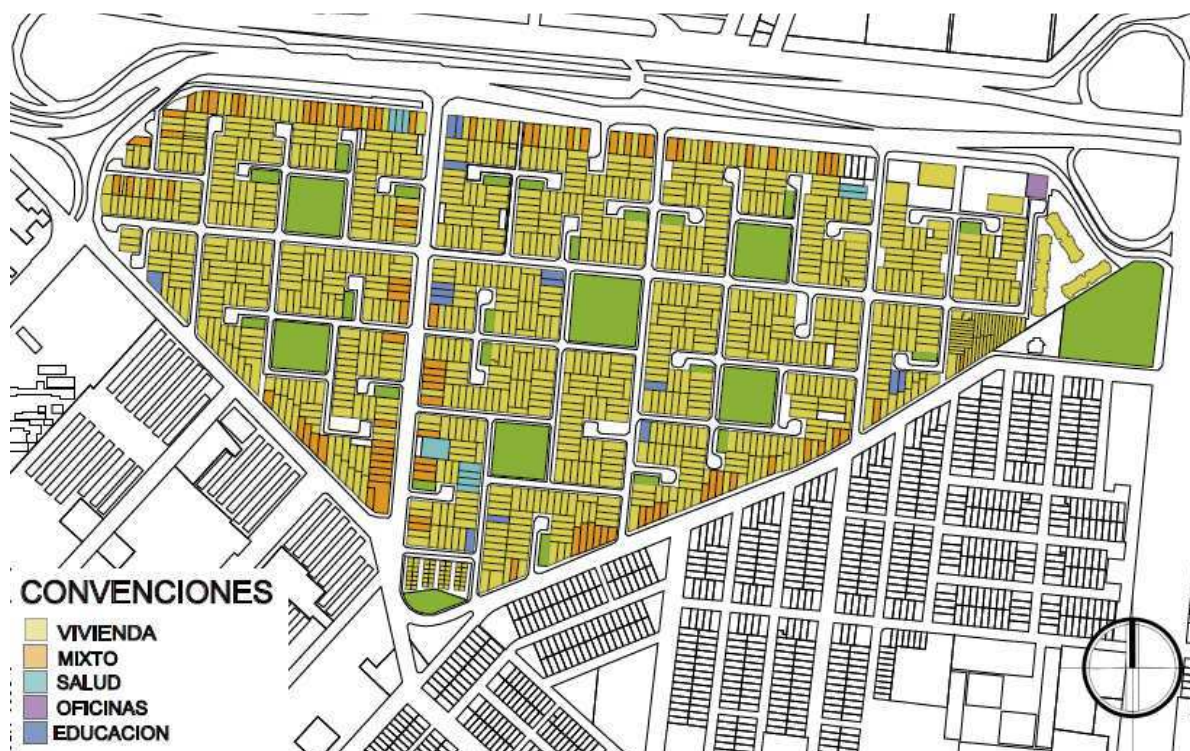 CONVENCIONES
VIVIENDA
MIXTO
SALUD
OFICINAS
EDUCACION